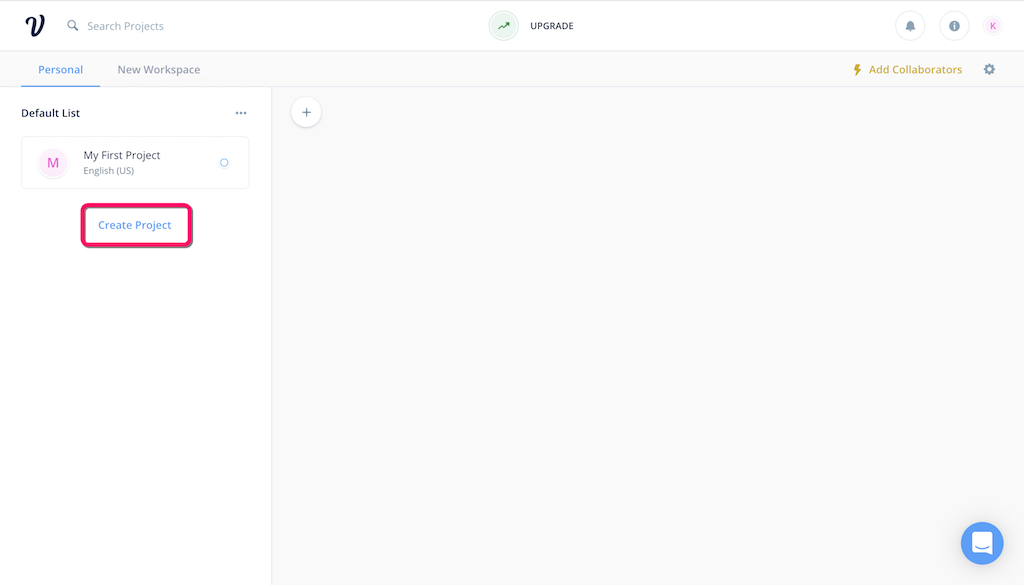 Search Projects
UPGRADE
K
Personal
New Workspace
Add Collaborators
Default List
M
My First Project
English (US)
Create Project